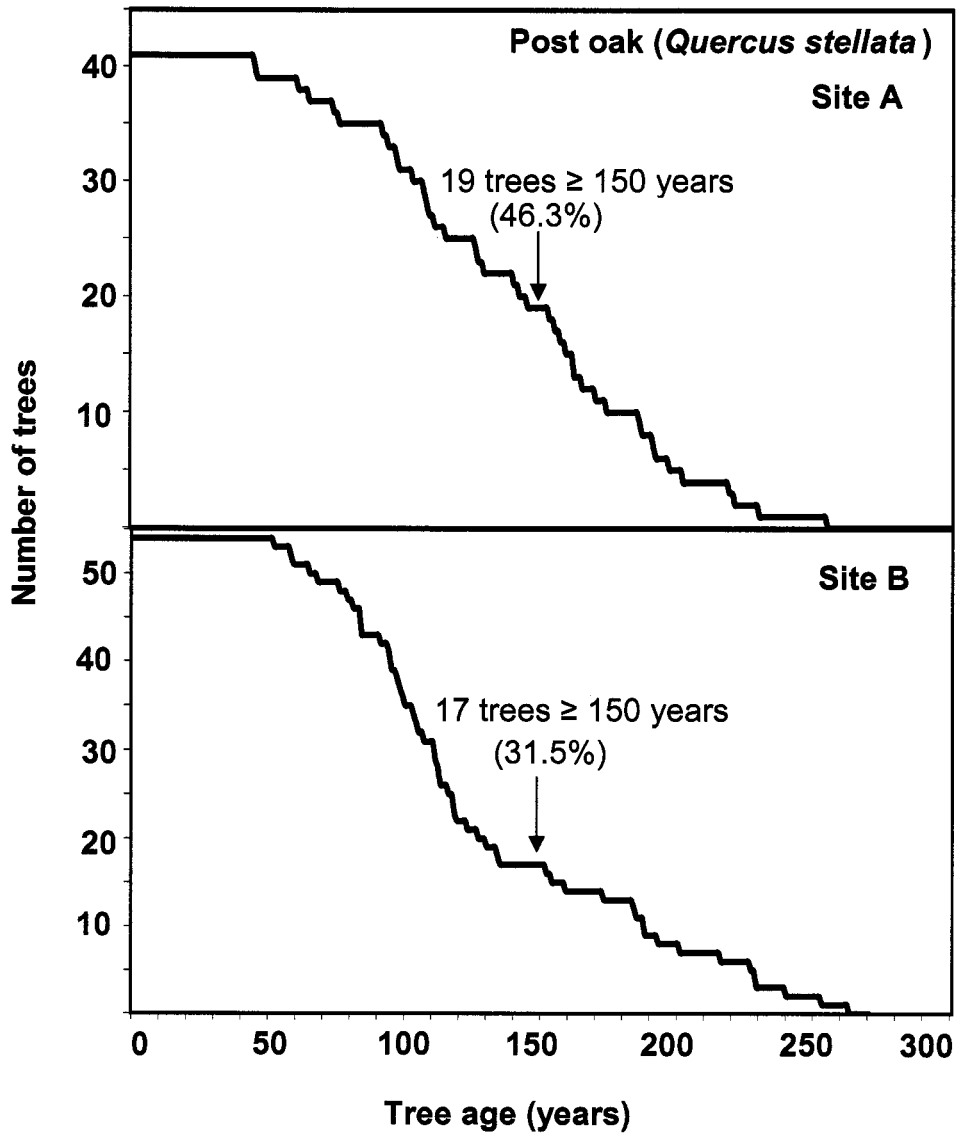 Post oak (Quercus stellata)
Site A
40
30
20
10
19 trees ≥ 150 years
(46.3%)
Number of trees
Site B
50
40
30
20
10
17 trees ≥ 150 years
(31.5%)
0 50 100 150 200 250 300
Tree age (years)